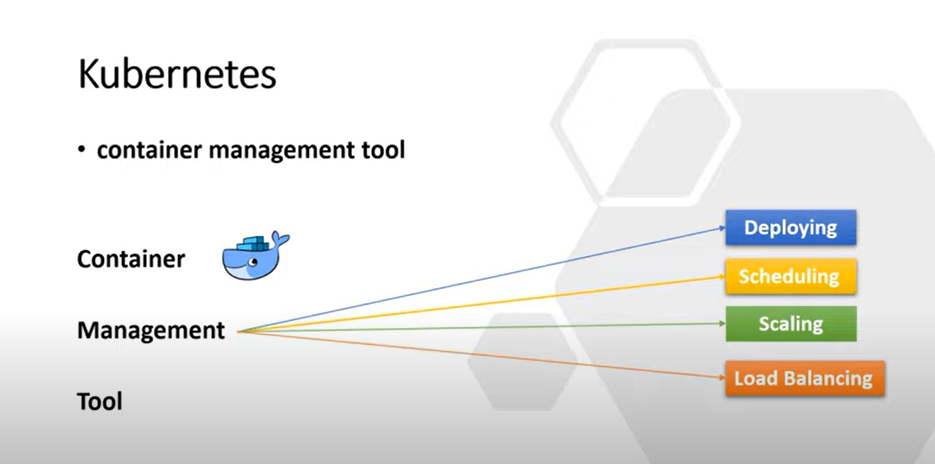 Kubernetes
• container management tool
Container
Management
Tool
Deploying
Scheduling
Scaling
Load Balancing